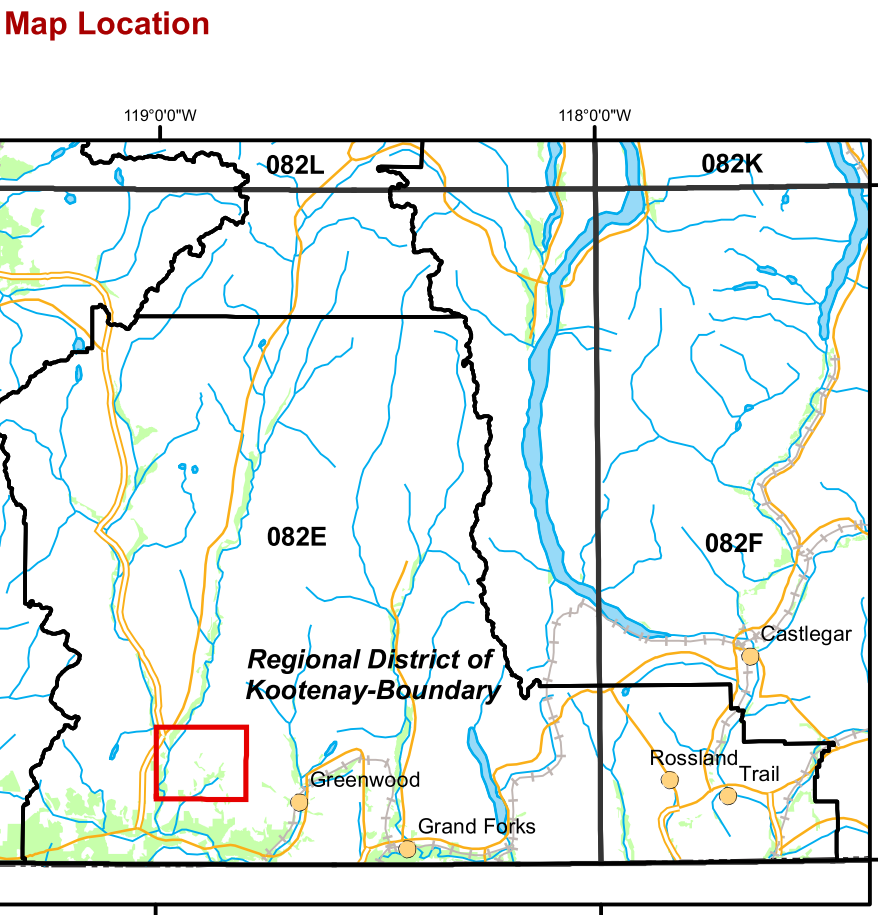 Map Location
119°0'0"W
118°0'0"W
082L
082K
082E
082F
Castlegar
Regional District of
Kootenay-Boundary
Rossland
Trail
Greenwood
Grand Forks